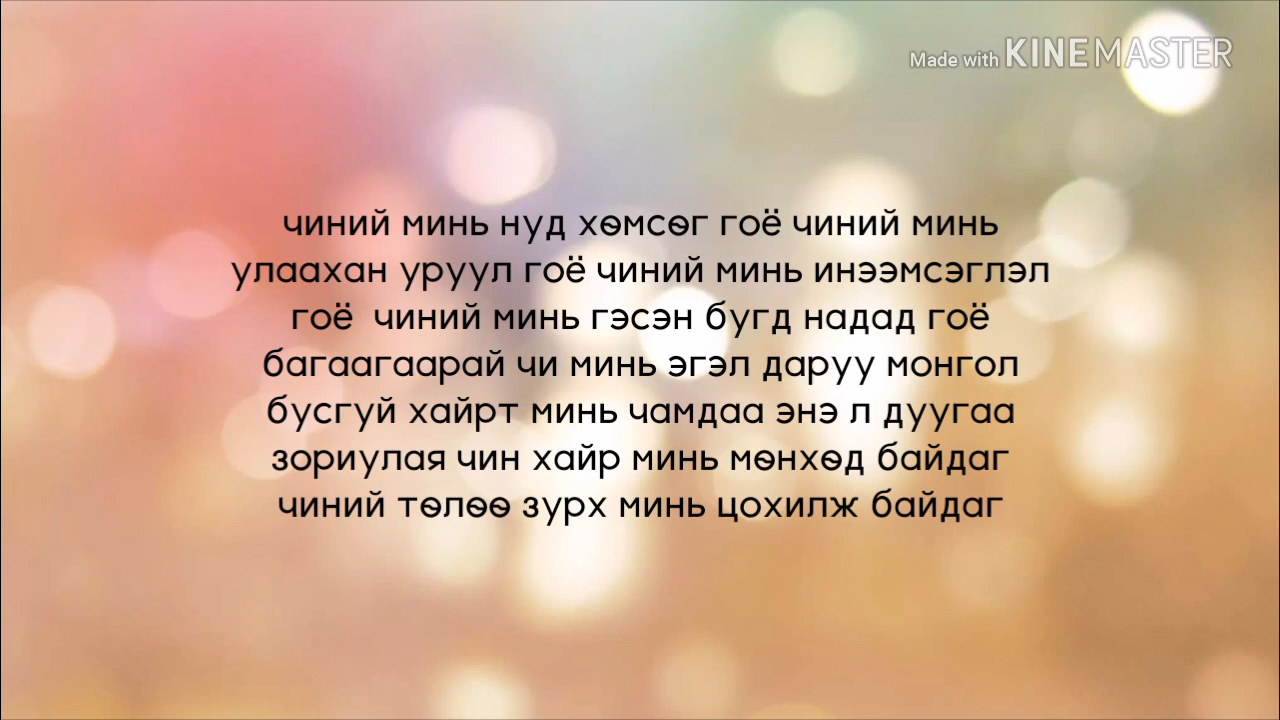 Made with KINEMASTER
чиний минь нуд хөмсөг гоё чиний минь
улаахан уруул гоё чиний минь инээмсэглэл
гоё чиний минь гэсэн бугд надад гоё
багаагаарай чи минь эгэл даруу монгол
бусгуй хайрт минь чамдаа энэ л дуугаа
зориулая чин хайр минь мөнхөд байдаг
чиний төлөө зурх минь цохилж байдаг